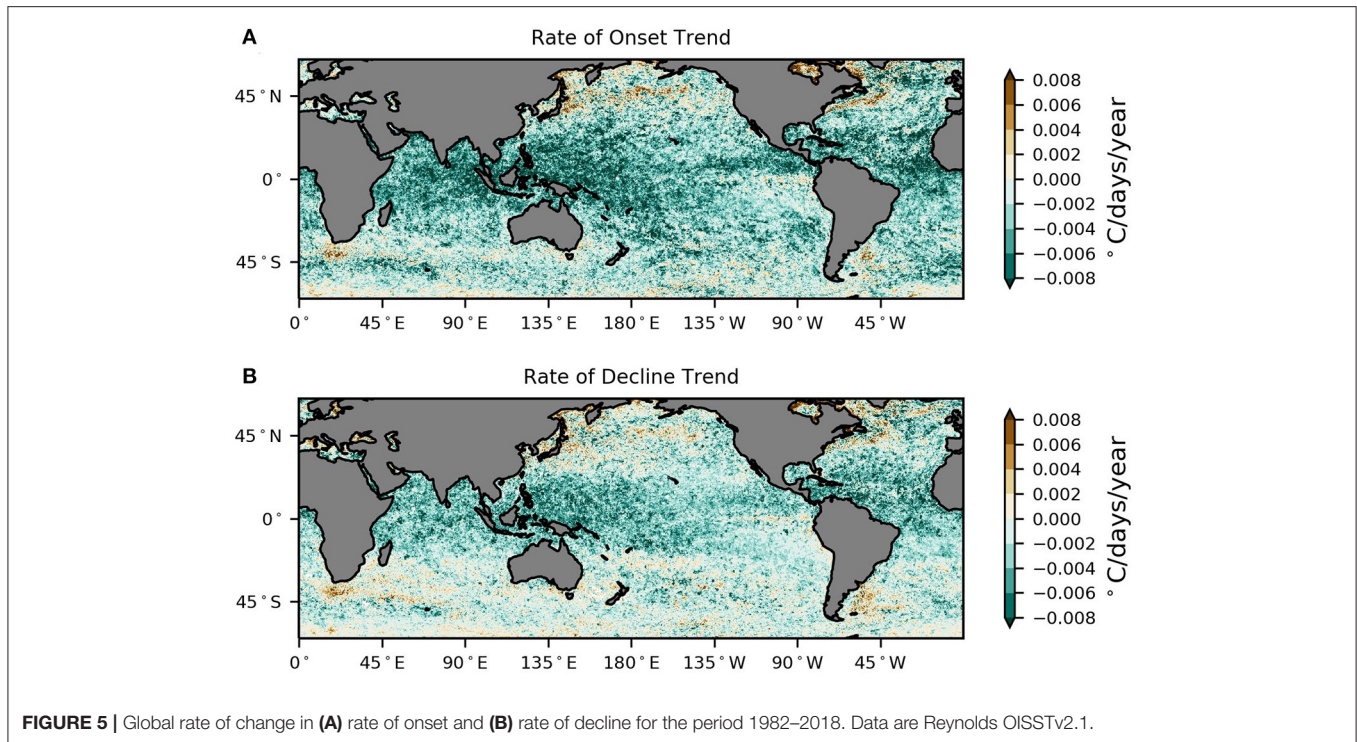 A
Rate of Onset Trend
45°N
0°
45°S
0°
45°E
90°E
135°E
180°W
135°W
90°W
45°W
0.008
0.006
0.004
0.002
0.000
−0.002
−0.004
−0.006
−0.008
°C/days/year
B
Rate of Decline Trend
45°N
0°
45°S
0°
45°E
90°E
135°E
180°W
135°W
90°W
45°W
0.008
0.006
0.004
0.002
0.000
−0.002
−0.004
−0.006
−0.008
°C/days/year
FIGURE 5 | Global rate of change in (A) rate of onset and (B) rate of decline for the period 1982–2018. Data are Reynolds OISSTv2.1.